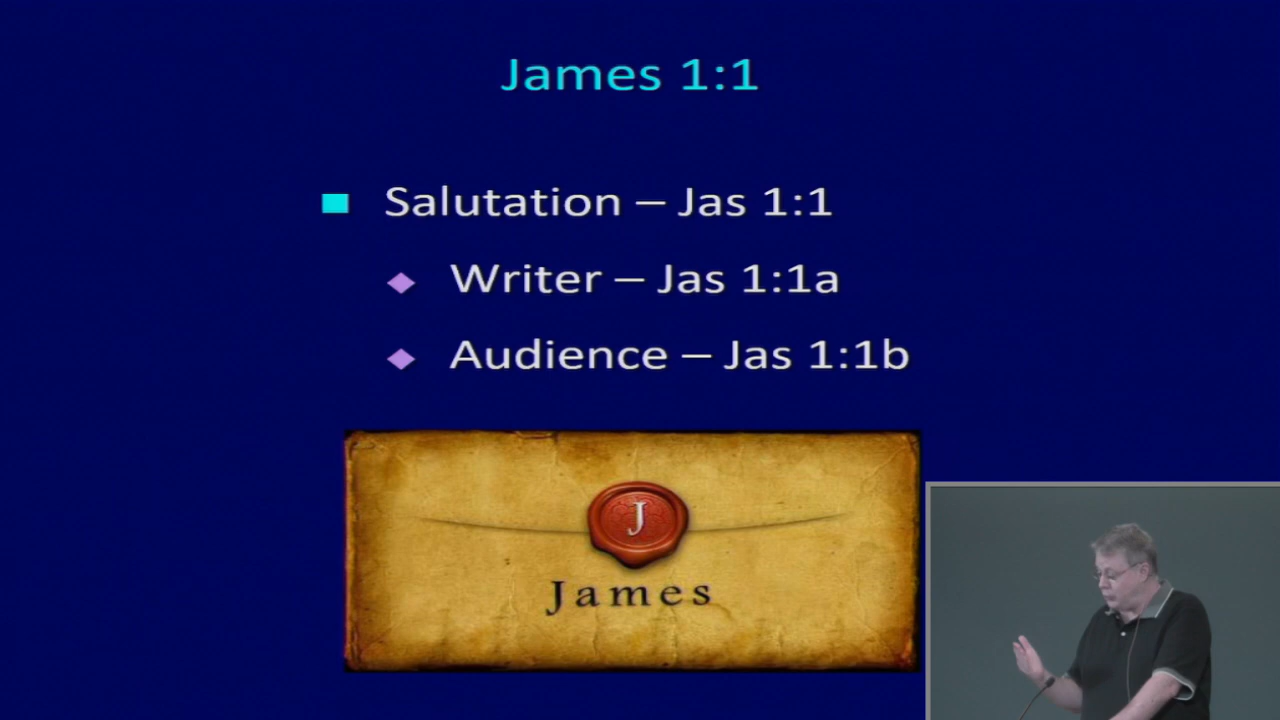 James 1:1
Salutation – Jas 1:1
Writer – Jas 1:1a
Audience – Jas 1:1b
J
James